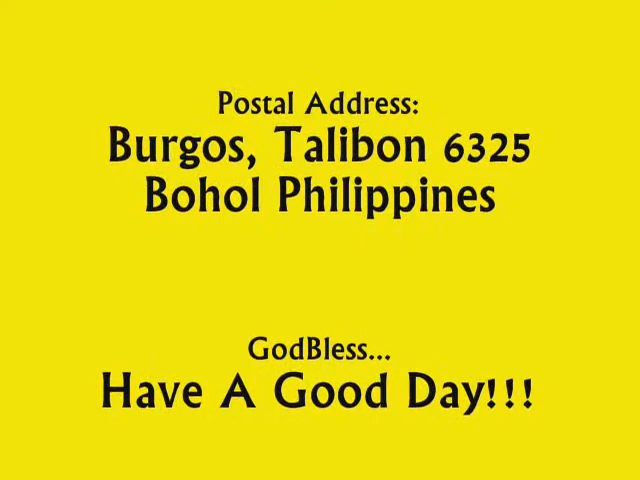 Postal Address:
Burgos, Talibon 6325
Bohol Philippines
GodBless...
Have A Good Day!!!